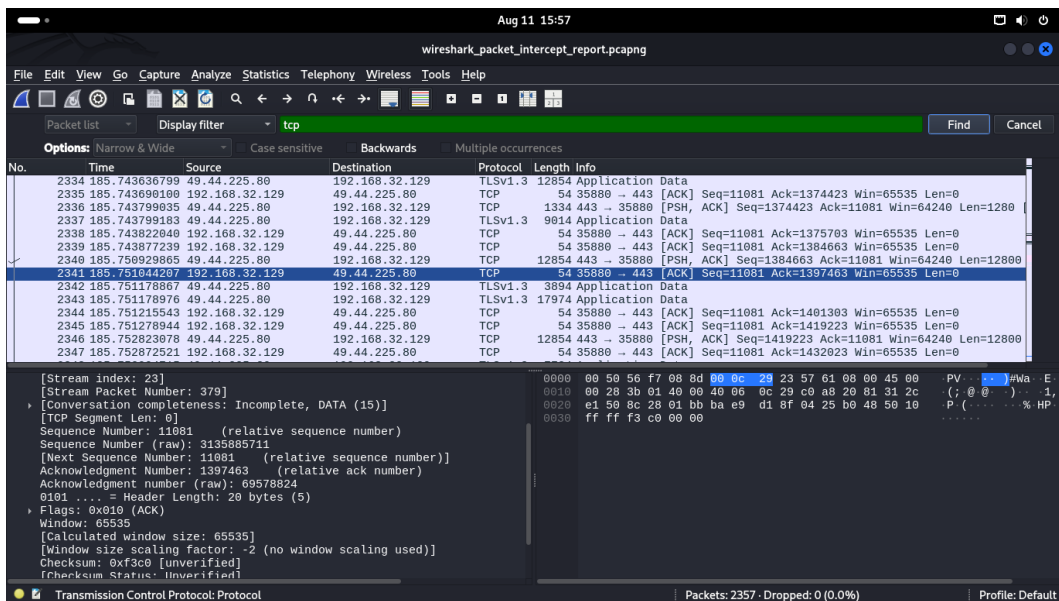 Aug 11 15:57
wireshark_packet_intercept_report.pcapng
File Edit View Go Capture Analyze Statistics Telephony Wireless Tools Help
Packet list Display filter tcp Find Cancel
Options: Narrow & Wide Case sensitive Backwards Multiple occurrences
No. Time Source Destination Protocol Length Info
2334 185.743636799 49.44.225.80 192.168.32.129 TLSv1.3 12854 Application Data
2335 185.743690100 192.168.32.129 49.44.225.80 TCP 54 35880 → 443 [ACK] Seq=11081 Ack=1374423 Win=65535 Len=0
2336 185.743799035 49.44.225.80 192.168.32.129 TCP 1334 443 → 35880 [PSH, ACK] Seq=1374423 Ack=11081 Win=64240 Len=1280 [
2337 185.743799183 49.44.225.80 192.168.32.129 TLSv1.3 9014 Application Data
2338 185.743822040 192.168.32.129 49.44.225.80 TCP 54 35880 → 443 [ACK] Seq=11081 Ack=1375703 Win=65535 Len=0
2339 185.743877239 192.168.32.129 49.44.225.80 TCP 54 35880 → 443 [ACK] Seq=11081 Ack=1384663 Win=65535 Len=0
2340 185.750929865 49.44.225.80 192.168.32.129 TCP 12854 443 → 35880 [PSH, ACK] Seq=1384663 Ack=11081 Win=64240 Len=12800
2341 185.751044207 192.168.32.129 49.44.225.80 TCP 54 35880 → 443 [ACK] Seq=11081 Ack=1397463 Win=65535 Len=0
2342 185.751178867 49.44.225.80 192.168.32.129 TLSv1.3 3894 Application Data
2343 185.751178976 49.44.225.80 192.168.32.129 TLSv1.3 17974 Application Data
2344 185.751215543 192.168.32.129 49.44.225.80 TCP 54 35880 → 443 [ACK] Seq=11081 Ack=1401303 Win=65535 Len=0
2345 185.751278944 192.168.32.129 49.44.225.80 TCP 54 35880 → 443 [ACK] Seq=11081 Ack=1419223 Win=65535 Len=0
2346 185.752823078 49.44.225.80 192.168.32.129 TCP 12854 443 → 35880 [PSH, ACK] Seq=1419223 Ack=11081 Win=64240 Len=12800
2347 185.752872521 192.168.32.129 49.44.225.80 TCP 54 35880 → 443 [ACK] Seq=11081 Ack=1432023 Win=65535 Len=0
[Stream index: 23]
[Stream Packet Number: 379]
[Conversation completeness: Incomplete, DATA (15)]
[TCP Segment Len: 0]
Sequence Number: 11081 (relative sequence number)
Sequence Number (raw): 3135885711
[Next Sequence Number: 11081 (relative sequence number)]
Acknowledgment Number: 1397463 (relative ack number)
Acknowledgment number (raw): 69578824
0101 .... = Header Length: 20 bytes (5)
Flags: 0x010 (ACK)
Window: 65535
[Calculated window size: 65535]
[Window size scaling factor: -2 (no window scaling used)]
Checksum: 0xf3c0 [unverified]
[Checksum Status: Unverified]
0000 00 50 56 f7 08 8d 00 0c 29 23 57 61 08 00 45 00 ·PV·····)#Wa··E·
0010 00 28 3b 01 40 00 40 06 0c 29 c0 a8 20 81 31 2c ·(;·@·@··)·· ·1,
0020 e1 50 8c 28 01 bb ba e9 d1 8f 04 25 b0 48 50 10 ·P·(·······%·HP·
0030 ff ff f3 c0 00 00 ······
Transmission Control Protocol: Protocol Packets: 2357 · Dropped: 0 (0.0%) Profile: Default